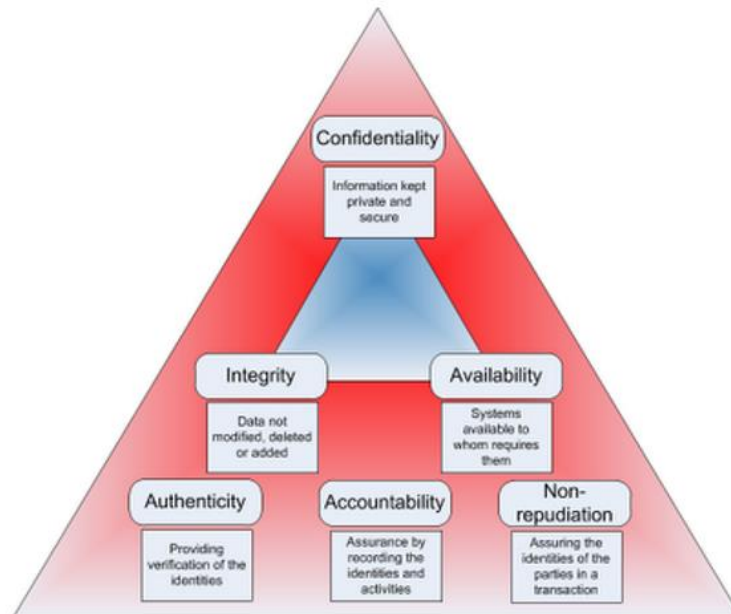 Confidentiality
Information kept
private and
secure
Integrity
Availability
Data not
modified, deleted
or added
Systems
available to
whom requires
them
Authenticity
Accountability
Non-
repudiation
Providing
verification of the
identities
Assurance by
recording the
identities and
activities
Assuring the
identities of the
parties in a
transaction